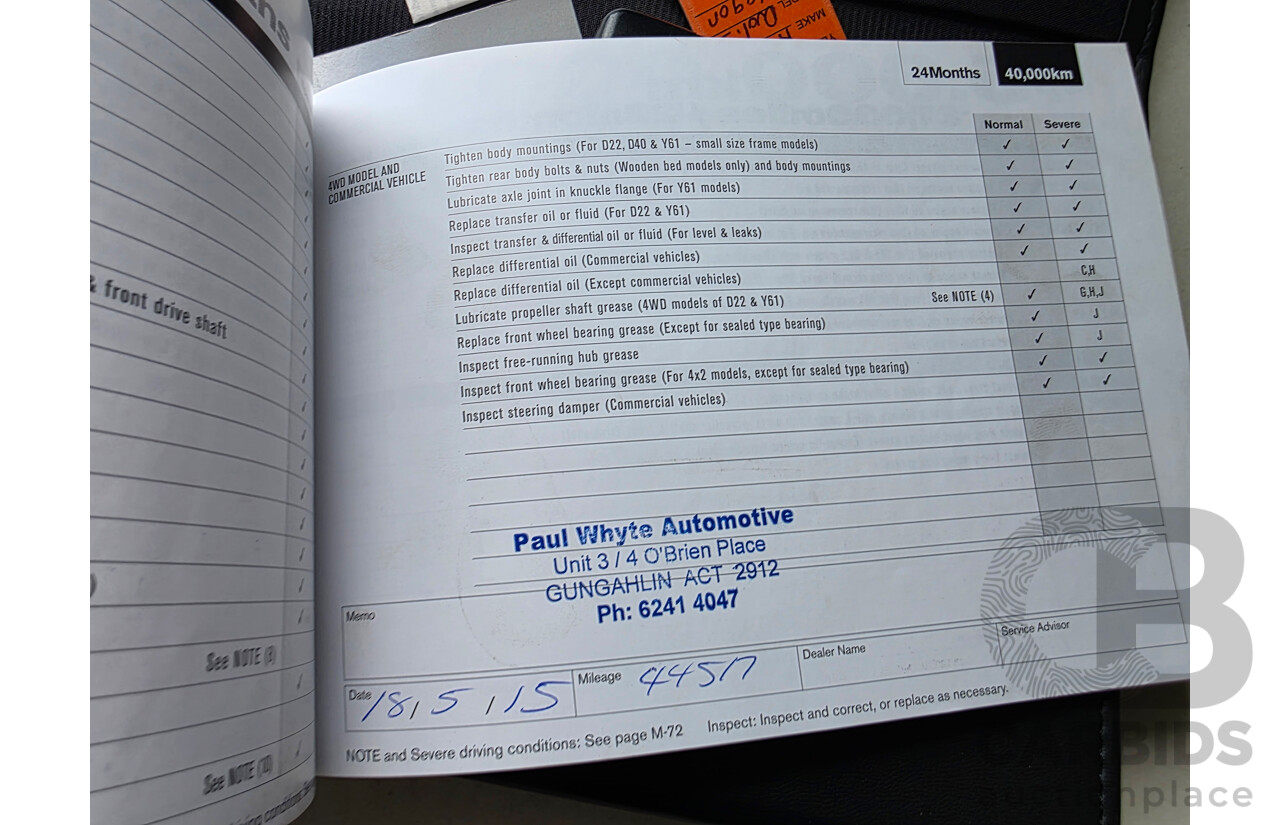 24Months 40,000km
Normal Severe
4WD MODEL AND
COMMERCIAL VEHICLE
Tighten body mountings (For D22, D40 & Y61 – small size frame models) ✓ ✓
Tighten rear body bolts & nuts (Wooden bed models only) and body mountings ✓ ✓
Lubricate axle joint in knuckle flange (For Y61 models) ✓ ✓
Replace transfer oil or fluid (For D22 & Y61) ✓ ✓
Inspect transfer & differential oil or fluid (For level & leaks) ✓ ✓
Replace differential oil (Commercial vehicles) ✓ ✓
Replace differential oil (Except commercial vehicles) C,H
Lubricate propeller shaft grease (4WD models of D22 & Y61) See NOTE (4) ✓ G,H,J
Replace front wheel bearing grease (Except for sealed type bearing) ✓ J
Inspect free-running hub grease ✓ J
Inspect front wheel bearing grease (For 4x2 models, except for sealed type bearing) ✓ ✓
Inspect steering damper (Commercial vehicles) ✓ ✓
Paul Whyte Automotive
Unit 3 / 4 O'Brien Place
GUNGAHLIN ACT 2912
Ph: 6241 4047
Memo
Date 18/5/15 Mileage 44517 Dealer Name Service Advisor
NOTE and Severe driving conditions: See page M-72 Inspect: Inspect and correct, or replace as necessary.
& front drive shaft
See NOTE (8)
See NOTE (10)
MAKE